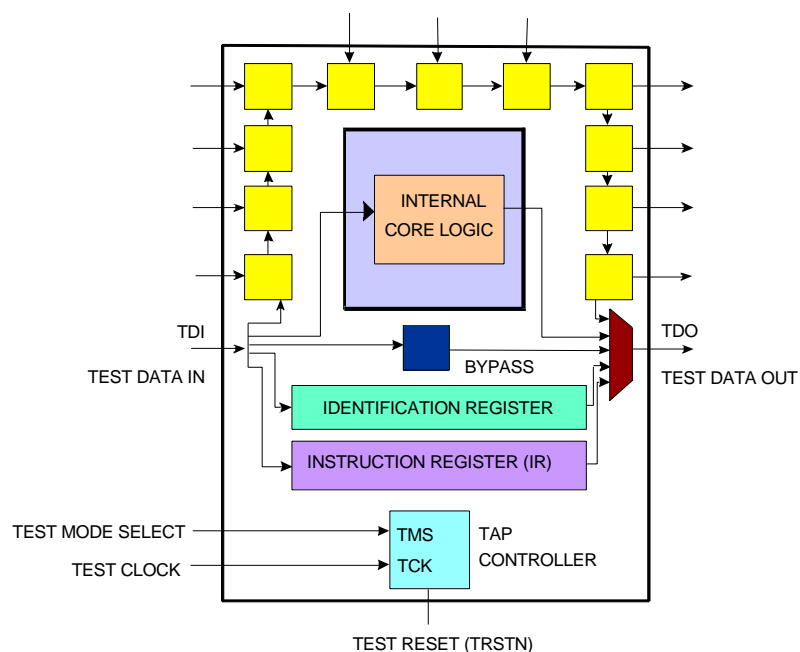 INTERNAL
CORE LOGIC
TDI
TDO
TEST DATA IN
BYPASS
TEST DATA OUT
IDENTIFICATION REGISTER
INSTRUCTION REGISTER (IR)
TEST MODE SELECT
TMS
TAP
CONTROLLER
TEST CLOCK
TCK
TEST RESET (TRSTN)